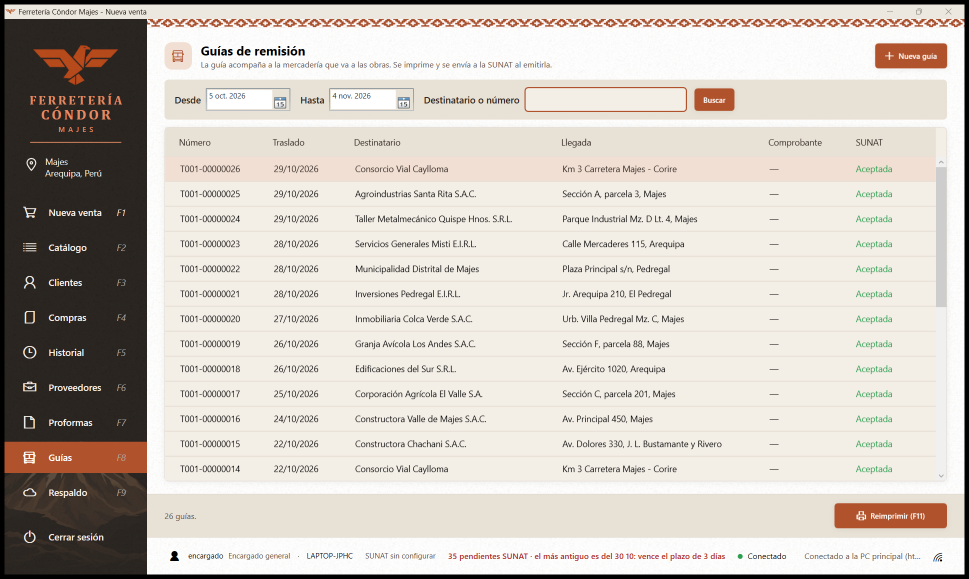 Ferretería Cóndor Majes - Nueva venta
FERRETERÍA
CÓNDOR
MAJES
Majes
Arequipa, Perú
Nueva venta F1
Catálogo F2
Clientes F3
Compras F4
Historial F5
Proveedores F6
Proformas F7
Guías F8
Respaldo F9
Cerrar sesión
Guías de remisión
La guía acompaña a la mercadería que va a las obras. Se imprime y se envía a la SUNAT al emitirla.
+ Nueva guía
Desde 5 oct. 2026 15 Hasta 4 nov. 2026 15 Destinatario o número Buscar
Número Traslado Destinatario Llegada Comprobante SUNAT
T001-00000026 29/10/2026 Consorcio Vial Caylloma Km 3 Carretera Majes - Corire — Aceptada
T001-00000025 29/10/2026 Agroindustrias Santa Rita S.A.C. Sección A, parcela 3, Majes — Aceptada
T001-00000024 29/10/2026 Taller Metalmecánico Quispe Hnos. S.R.L. Parque Industrial Mz. D Lt. 4, Majes — Aceptada
T001-00000023 28/10/2026 Servicios Generales Misti E.I.R.L. Calle Mercaderes 115, Arequipa — Aceptada
T001-00000022 28/10/2026 Municipalidad Distrital de Majes Plaza Principal s/n, Pedregal — Aceptada
T001-00000021 28/10/2026 Inversiones Pedregal E.I.R.L. Jr. Arequipa 210, El Pedregal — Aceptada
T001-00000020 27/10/2026 Inmobiliaria Colca Verde S.A.C. Urb. Villa Pedregal Mz. C, Majes — Aceptada
T001-00000019 26/10/2026 Granja Avícola Los Andes S.A.C. Sección F, parcela 88, Majes — Aceptada
T001-00000018 26/10/2026 Edificaciones del Sur S.R.L. Av. Ejército 1020, Arequipa — Aceptada
T001-00000017 25/10/2026 Corporación Agrícola El Valle S.A. Sección C, parcela 201, Majes — Aceptada
T001-00000016 24/10/2026 Constructora Valle de Majes S.A.C. Av. Principal 450, Majes — Aceptada
T001-00000015 22/10/2026 Constructora Chachani S.A.C. Av. Dolores 330, J. L. Bustamante y Rivero — Aceptada
T001-00000014 22/10/2026 Consorcio Vial Caylloma Km 3 Carretera Majes - Corire — Aceptada
26 guías.
Reimprimir (F11)
encargado Encargado general · LAPTOP-JPHC SUNAT sin configurar 35 pendientes SUNAT - el más antiguo es del 30 10: vence el plazo de 3 días Conectado Conectado a la PC principal (ht...